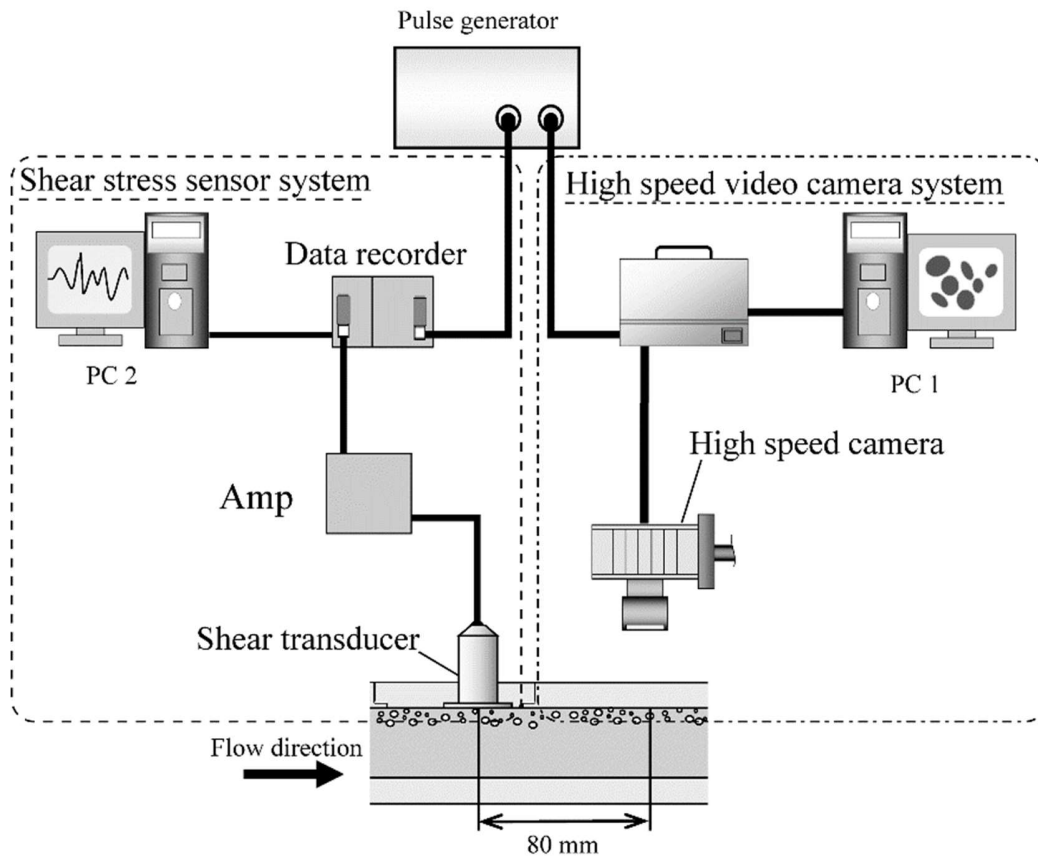 Pulse generator
Shear stress sensor system
High speed video camera system
Data recorder
PC 2
PC 1
High speed camera
Amp
Shear transducer
Flow direction
80 mm